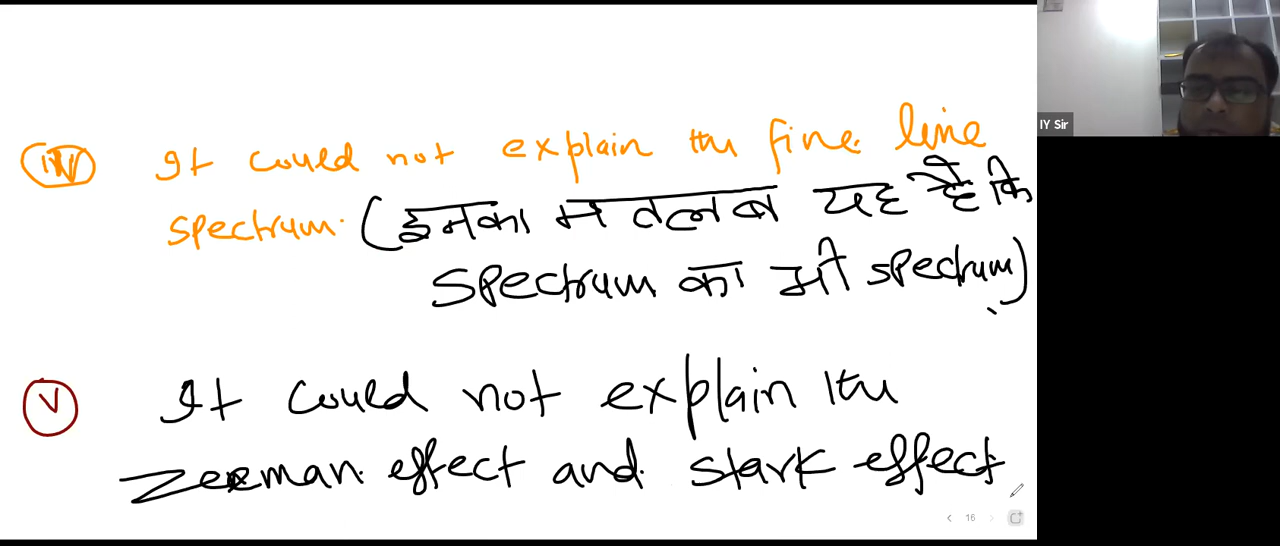 iv It could not explain the fine line
spectrum. (इनका मतलब यह है कि
spectrum का भी spectrum)
V It could not explain the
Zeeman effect and stark effect
IY Sir
16